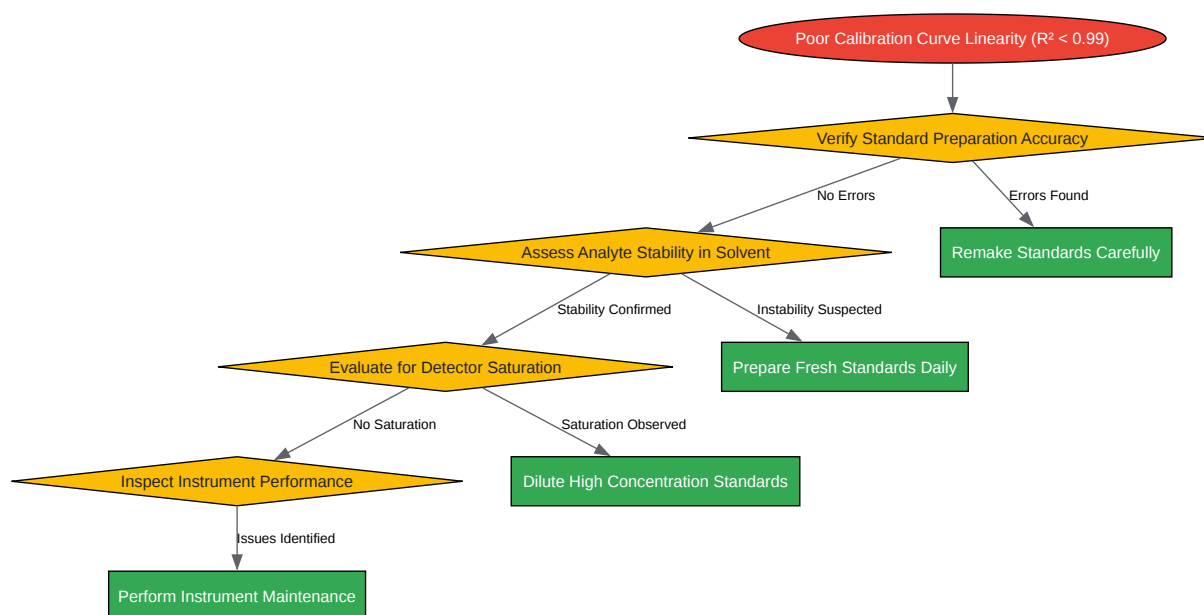 Poor Calibration Curve Linearity (R² < 0.99)
Verify Standard Preparation Accuracy
No Errors
Errors Found
Assess Analyte Stability in Solvent
Remake Standards Carefully
Stability Confirmed
Instability Suspected
Evaluate for Detector Saturation
Prepare Fresh Standards Daily
No Saturation
Saturation Observed
Inspect Instrument Performance
Dilute High Concentration Standards
Issues Identified
Perform Instrument Maintenance